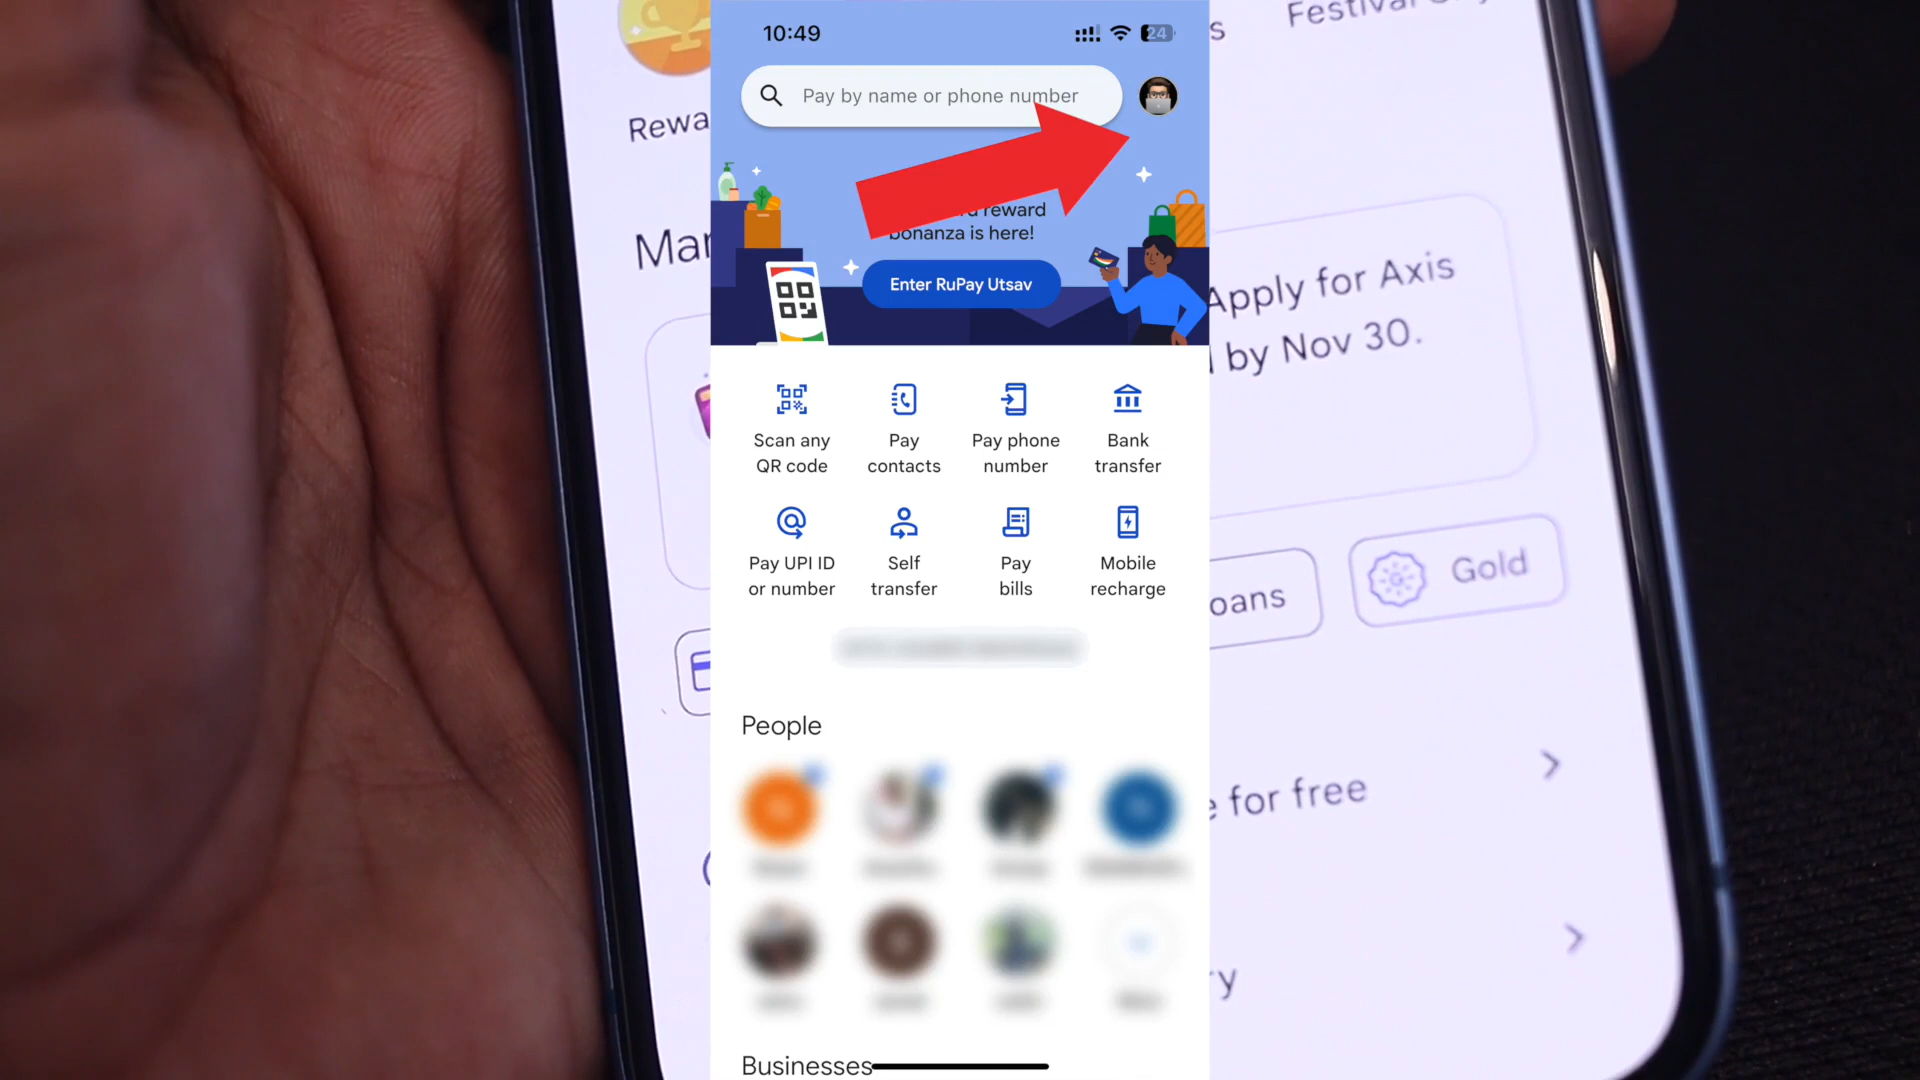 10:49
24
Pay by name or phone number
reward
bonanza is here!
Enter RuPay Utsav
Scan any
QR code
Pay
contacts
Pay phone
number
Bank
transfer
Pay UPI ID
or number
Self
transfer
Pay
bills
Mobile
recharge
People
Businesses
Rewa
Mar
Festival
s
Apply for Axis
by Nov 30.
oans
Gold
e for free
y